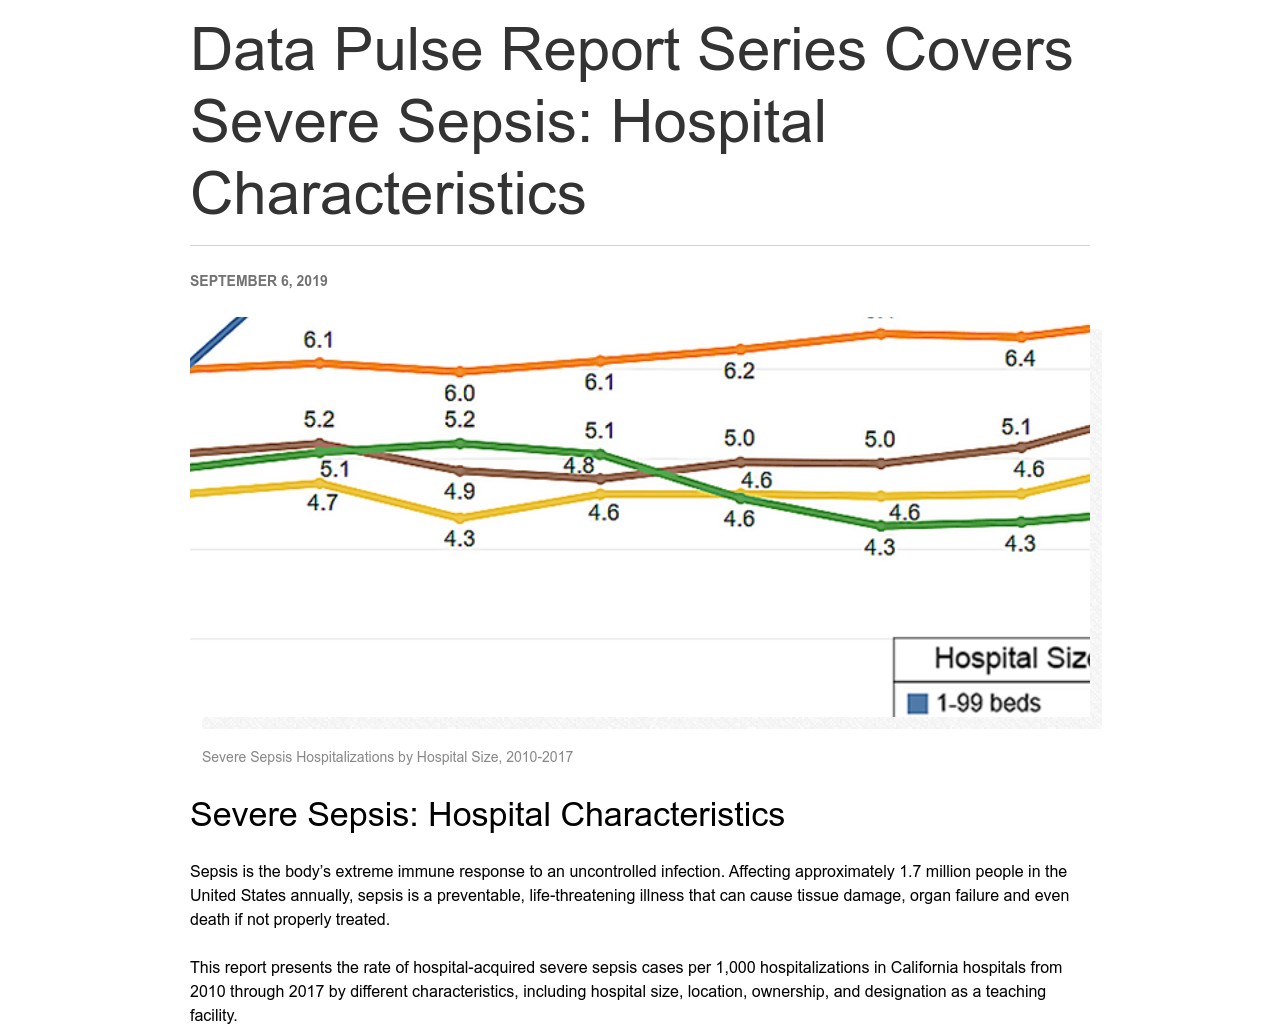 Data Pulse Report Series Covers
Severe Sepsis: Hospital
Characteristics
SEPTEMBER 6, 2019
6.1
6.0
6.1
6.2
6.4
5.2
5.2
5.1
5.0
5.0
5.1
5.1
4.9
4.8
4.6
4.6
4.6
4.7
4.3
4.6
4.6
4.3
4.3
Hospital Size
1-99 beds
Severe Sepsis Hospitalizations by Hospital Size, 2010-2017
Severe Sepsis: Hospital Characteristics
Sepsis is the body’s extreme immune response to an uncontrolled infection. Affecting approximately 1.7 million people in the
United States annually, sepsis is a preventable, life-threatening illness that can cause tissue damage, organ failure and even
death if not properly treated.
This report presents the rate of hospital-acquired severe sepsis cases per 1,000 hospitalizations in California hospitals from
2010 through 2017 by different characteristics, including hospital size, location, ownership, and designation as a teaching
facility.